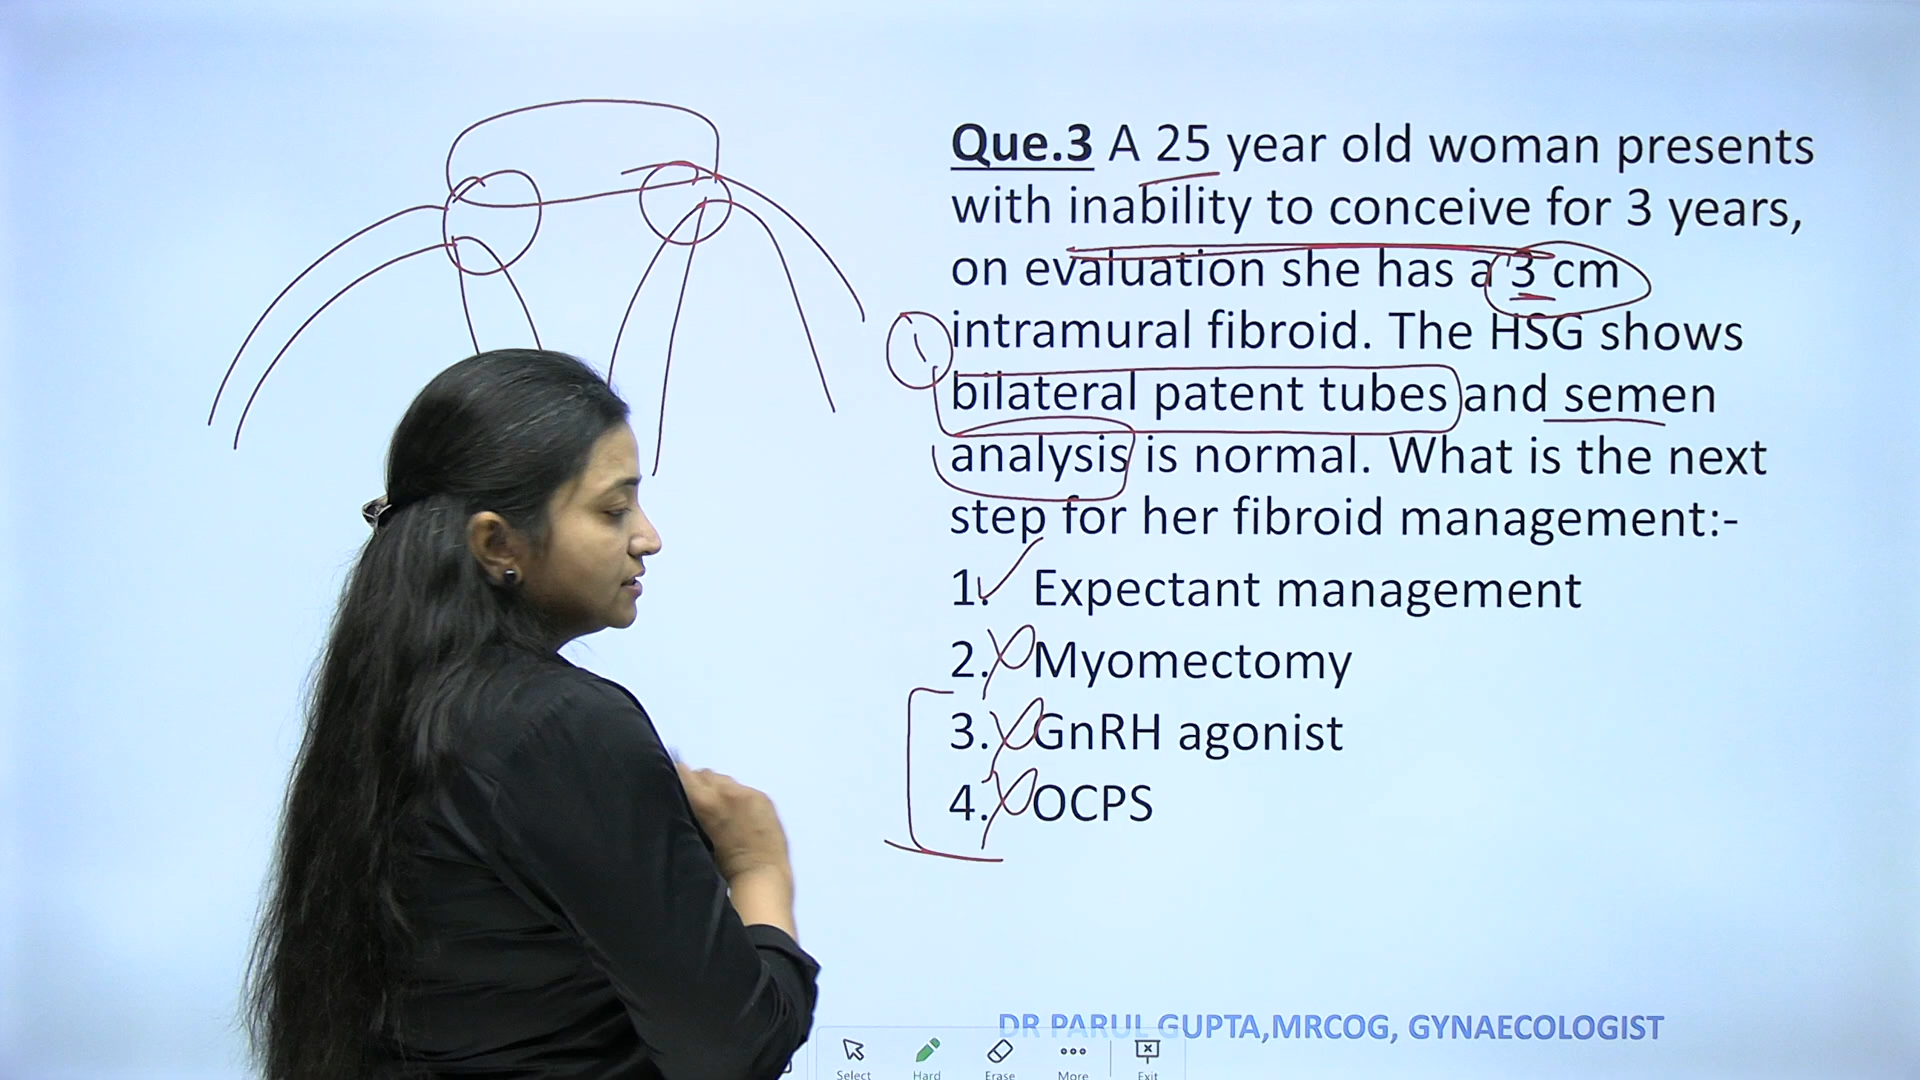 Que.3 A 25 year old woman presents
with inability to conceive for 3 years,
on evaluation she has a 3 cm
intramural fibroid. The HSG shows
bilateral patent tubes and semen
analysis is normal. What is the next
step for her fibroid management:-
1. Expectant management
2. Myomectomy
3. GnRH agonist
4. OCPS
DR PARUL GUPTA,MRCOG, GYNAECOLOGIST
Select Hard Erase More Exit